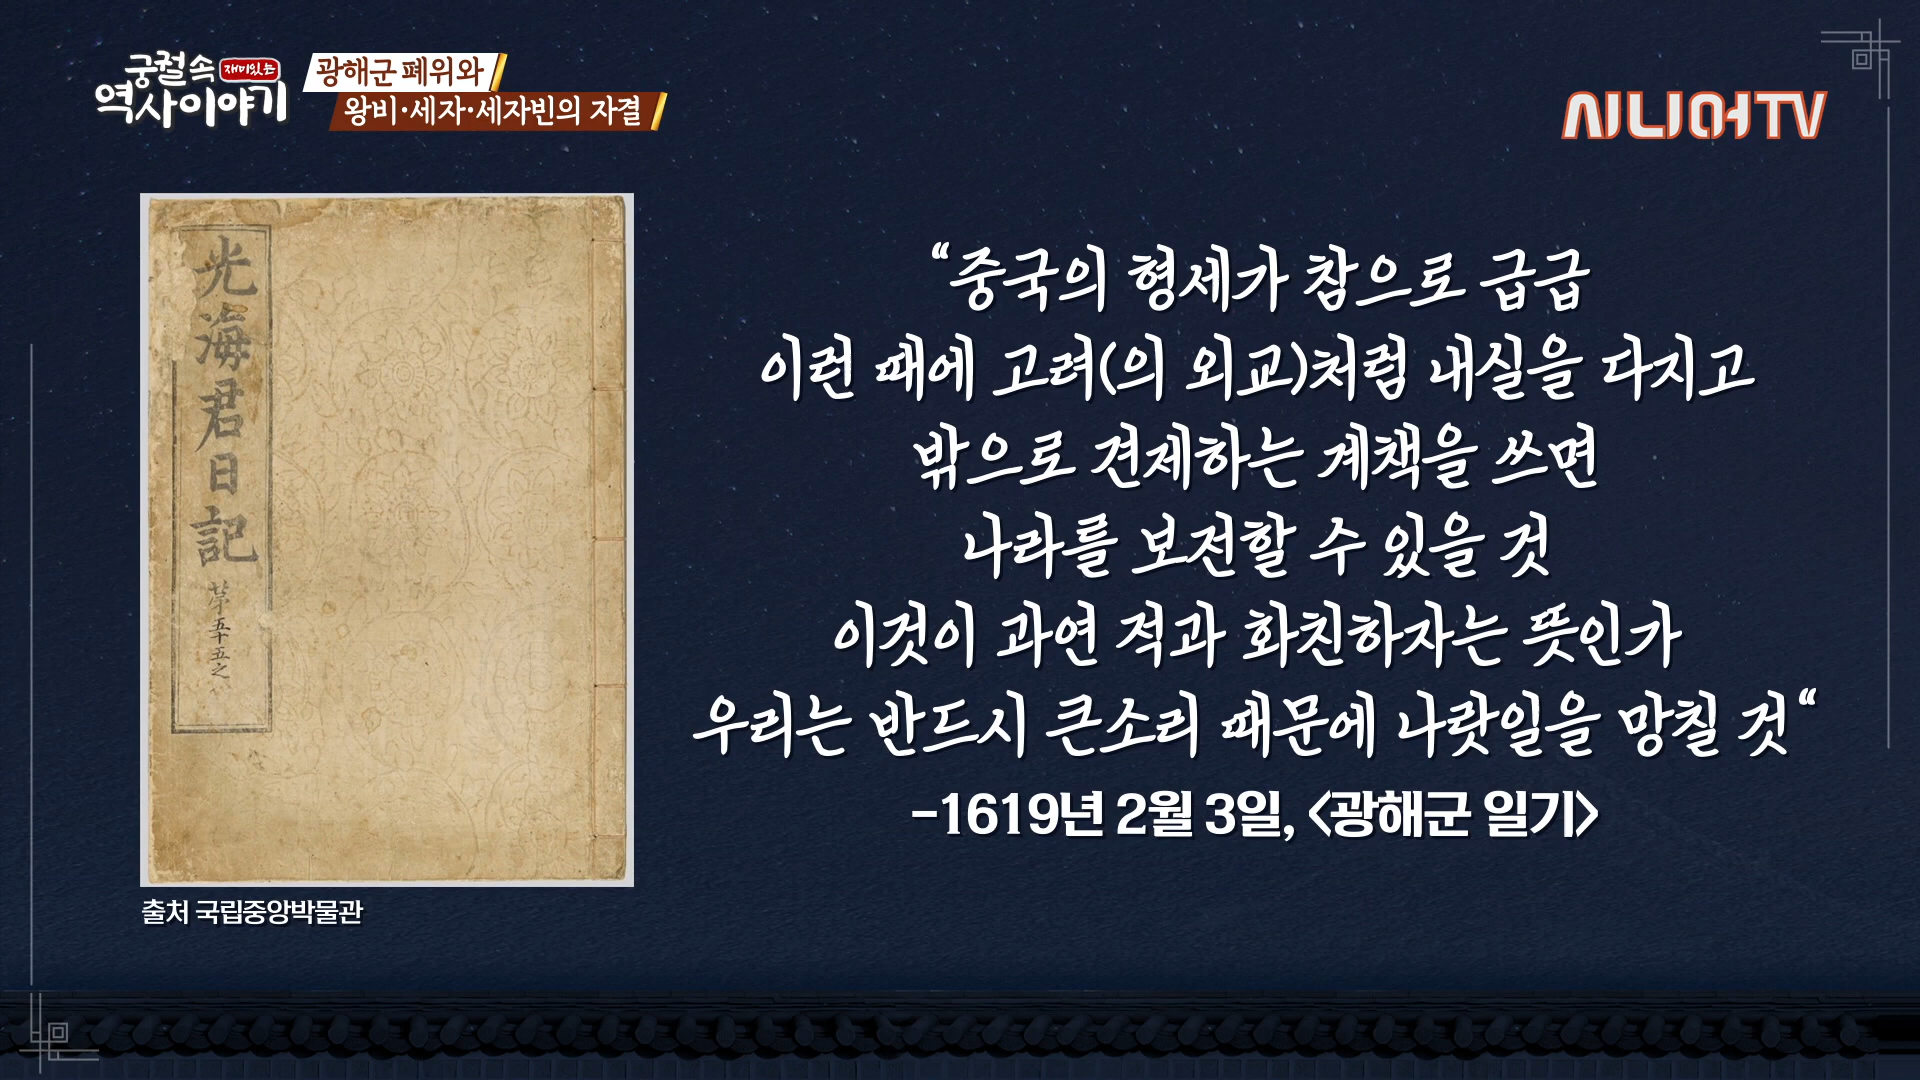 궁궐 속 재미있는
역사이야기
광해군 폐위와
왕비·세자·세자빈의 자결
시니어TV
光海君日記
第五十五之
“중국의 형세가 참으로 급급
이런 때에 고려(의 외교)처럼 내실을 다지고
밖으로 견제하는 계책을 쓰면
나라를 보전할 수 있을 것
이것이 과연 적과 화친하자는 뜻인가
우리는 반드시 큰소리 때문에 나랏일을 망칠 것“
-1619년 2월 3일, <광해군 일기>
출처 국립중앙박물관